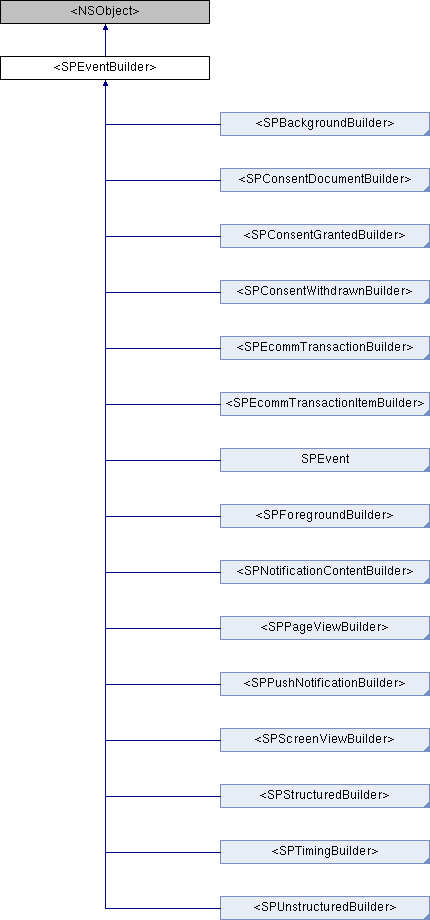 <NSObject>
<SPEventBuilder>
<SPBackgroundBuilder>
<SPConsentDocumentBuilder>
<SPConsentGrantedBuilder>
<SPConsentWithdrawnBuilder>
<SPEcommTransactionBuilder>
<SPEcommTransactionItemBuilder>
SPEvent
<SPForegroundBuilder>
<SPNotificationContentBuilder>
<SPPageViewBuilder>
<SPPushNotificationBuilder>
<SPScreenViewBuilder>
<SPStructuredBuilder>
<SPTimingBuilder>
<SPUnstructuredBuilder>